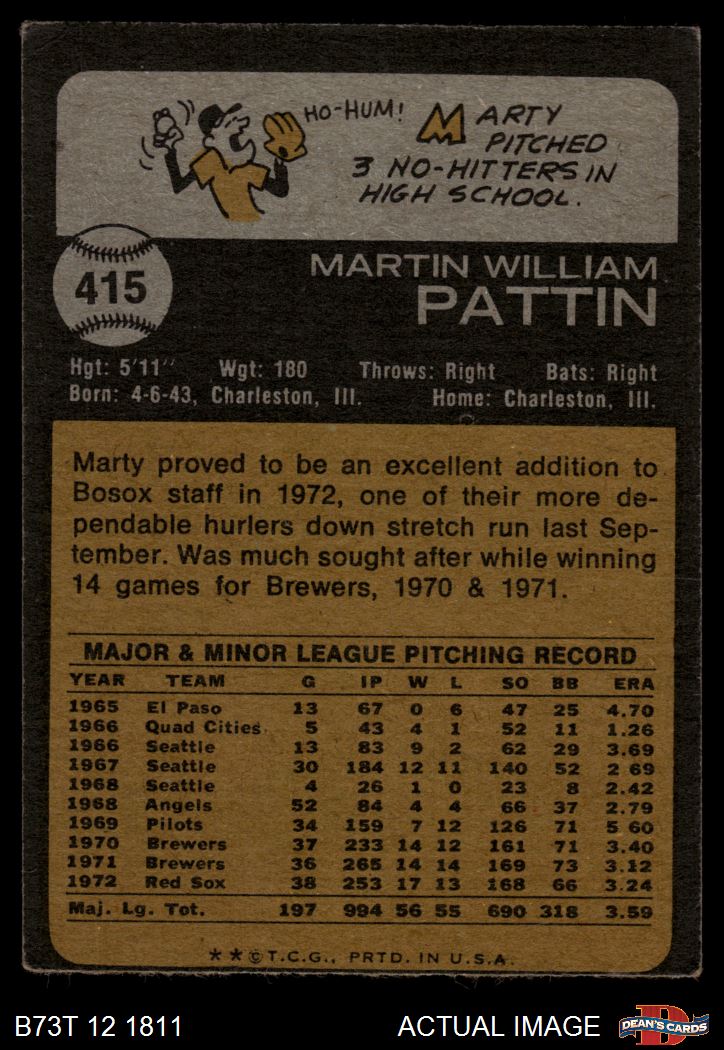 HO-HUM! MARTY
PITCHED
3 NO-HITTERS IN
HIGH SCHOOL.
415
MARTIN WILLIAM
PATTIN
Hgt: 5'11'' Wgt: 180 Throws: Right Bats: Right
Born: 4-6-43, Charleston, Ill. Home: Charleston, Ill.
Marty proved to be an excellent addition to
Bosox staff in 1972, one of their more de-
pendable hurlers down stretch run last Sep-
tember. Was much sought after while winning
14 games for Brewers, 1970 & 1971.
MAJOR & MINOR LEAGUE PITCHING RECORD
YEAR TEAM G IP W L SO BB ERA
1965 El Paso 13 67 0 6 47 25 4.70
1966 Quad Cities 5 43 4 1 52 11 1.26
1966 Seattle 13 83 9 2 62 29 3.69
1967 Seattle 30 184 12 11 140 52 2 69
1968 Seattle 4 26 1 0 23 8 2.42
1968 Angels 52 84 4 4 66 37 2.79
1969 Pilots 34 159 7 12 126 71 5 60
1970 Brewers 37 233 14 12 161 71 3.40
1971 Brewers 36 265 14 14 169 73 3.12
1972 Red Sox 38 253 17 13 168 66 3.24
Maj. Lg. Tot. 197 994 56 55 690 318 3.59
**©T.C.G., PRTD. IN U.S.A.
B73T 12 1811 ACTUAL IMAGE D DEAN'S CARDS